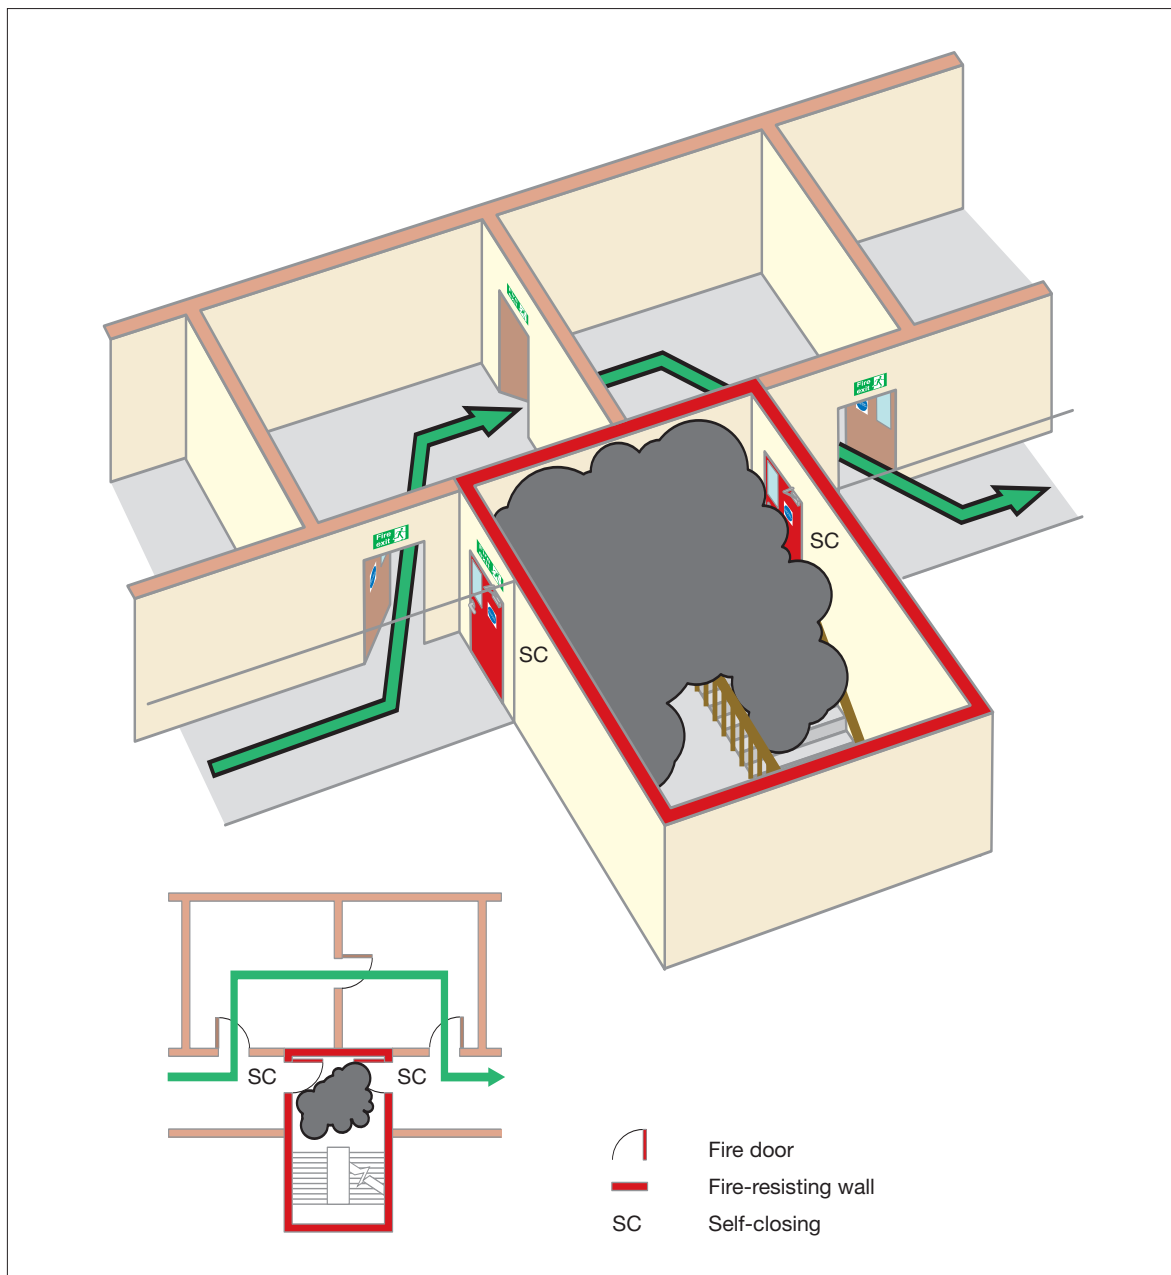 Fire
exit
Fire
exit
SC
SC
SC
SC
Fire door
Fire-resisting wall
SC
Self-closing